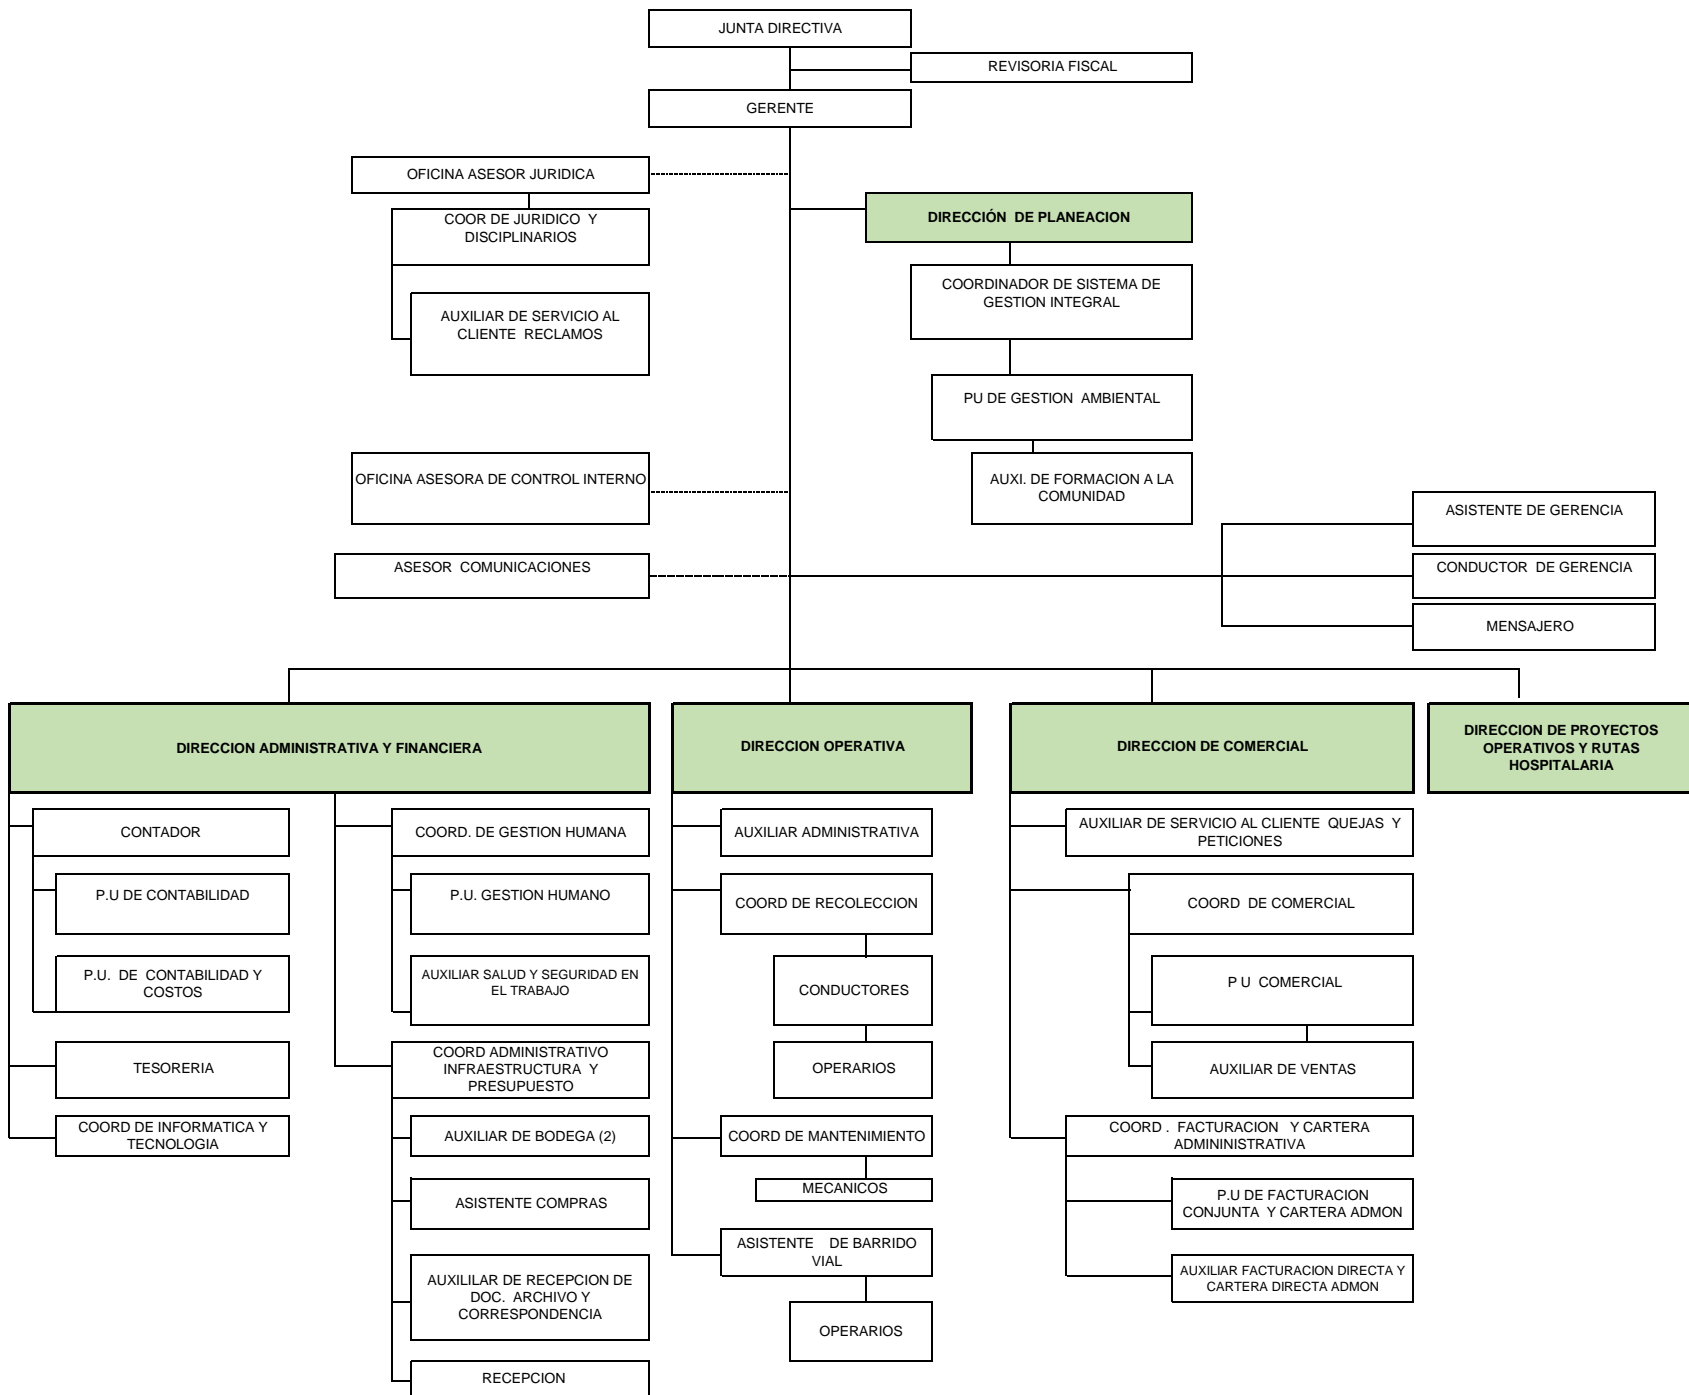 JUNTA DIRECTIVA
REVISORIA FISCAL
GERENTE
OFICINA ASESOR JURIDICA
COOR DE JURIDICO Y
DISCIPLINARIOS
AUXILIAR DE SERVICIO AL
CLIENTE RECLAMOS
DIRECCIÓN DE PLANEACION
COORDINADOR DE SISTEMA DE
GESTION INTEGRAL
PU DE GESTION AMBIENTAL
AUXI. DE FORMACION A LA
COMUNIDAD
OFICINA ASESORA DE CONTROL INTERNO
ASESOR COMUNICACIONES
ASISTENTE DE GERENCIA
CONDUCTOR DE GERENCIA
MENSAJERO
DIRECCION ADMINISTRATIVA Y FINANCIERA
CONTADOR
P.U DE CONTABILIDAD
P.U. DE CONTABILIDAD Y
COSTOS
TESORERIA
COORD DE INFORMATICA Y
TECNOLOGIA
COORD. DE GESTION HUMANA
P.U. GESTION HUMANO
AUXILIAR SALUD Y SEGURIDAD EN
EL TRABAJO
COORD ADMINISTRATIVO
INFRAESTRUCTURA Y
PRESUPUESTO
AUXILIAR DE BODEGA (2)
ASISTENTE COMPRAS
AUXILILAR DE RECEPCION DE
DOC. ARCHIVO Y
CORRESPONDENCIA
RECEPCION
DIRECCION OPERATIVA
AUXILIAR ADMINISTRATIVA
COORD DE RECOLECCION
CONDUCTORES
OPERARIOS
COORD DE MANTENIMIENTO
MECANICOS
ASISTENTE DE BARRIDO
VIAL
OPERARIOS
DIRECCION DE COMERCIAL
AUXILIAR DE SERVICIO AL CLIENTE QUEJAS Y
PETICIONES
COORD DE COMERCIAL
P U COMERCIAL
AUXILIAR DE VENTAS
COORD . FACTURACION Y CARTERA
ADMININISTRATIVA
P.U DE FACTURACION
CONJUNTA Y CARTERA ADMON
AUXILIAR FACTURACION DIRECTA Y
CARTERA DIRECTA ADMON
DIRECCION DE PROYECTOS
OPERATIVOS Y RUTAS
HOSPITALARIA